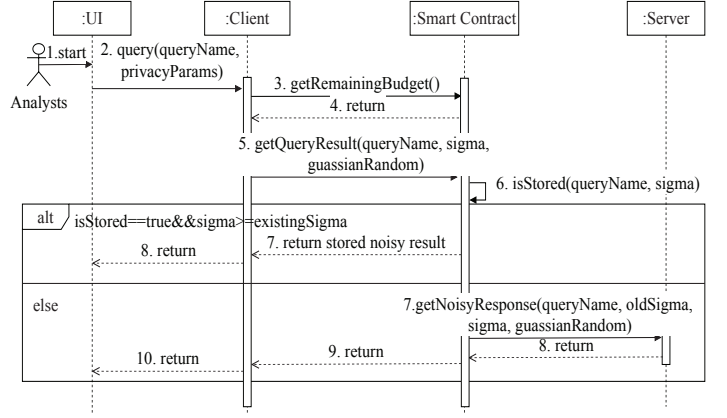 :UI
:Client
:Smart Contract
:Server
1.start
Analysts
2. query(queryName,
privacyParams)
3. getRemainingBudget()
4. return
5. getQueryResult(queryName, sigma,
guassianRandom)
6. isStored(queryName, sigma)
alt
isStored==true&&sigma>=existingSigma
7. return stored noisy result
8. return
else
7.getNoisyResponse(queryName, oldSigma,
sigma, guassianRandom)
8. return
9. return
10. return